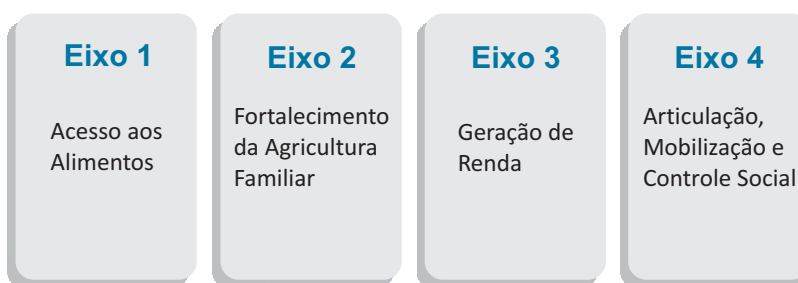 Eixo 1
Acesso aos
Alimentos
Eixo 2
Fortalecimento
da Agricultura
Familiar
Eixo 3
Geração de
Renda
Eixo 4
Articulação,
Mobilização e
Controle Social